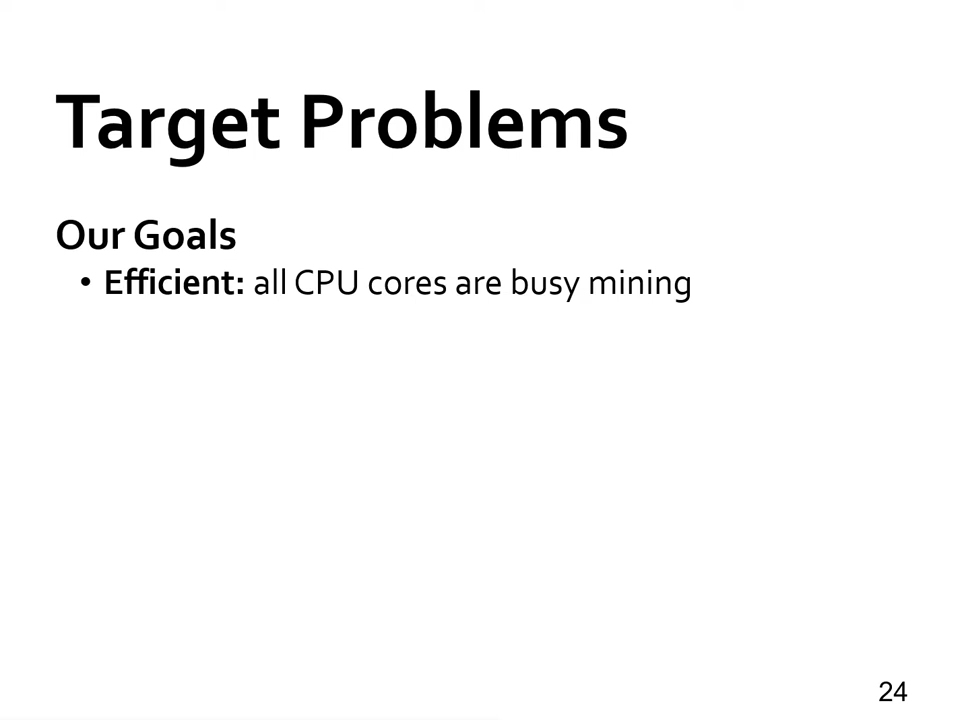 Target Problems
Our Goals
• Efficient: all CPU cores are busy mining
24